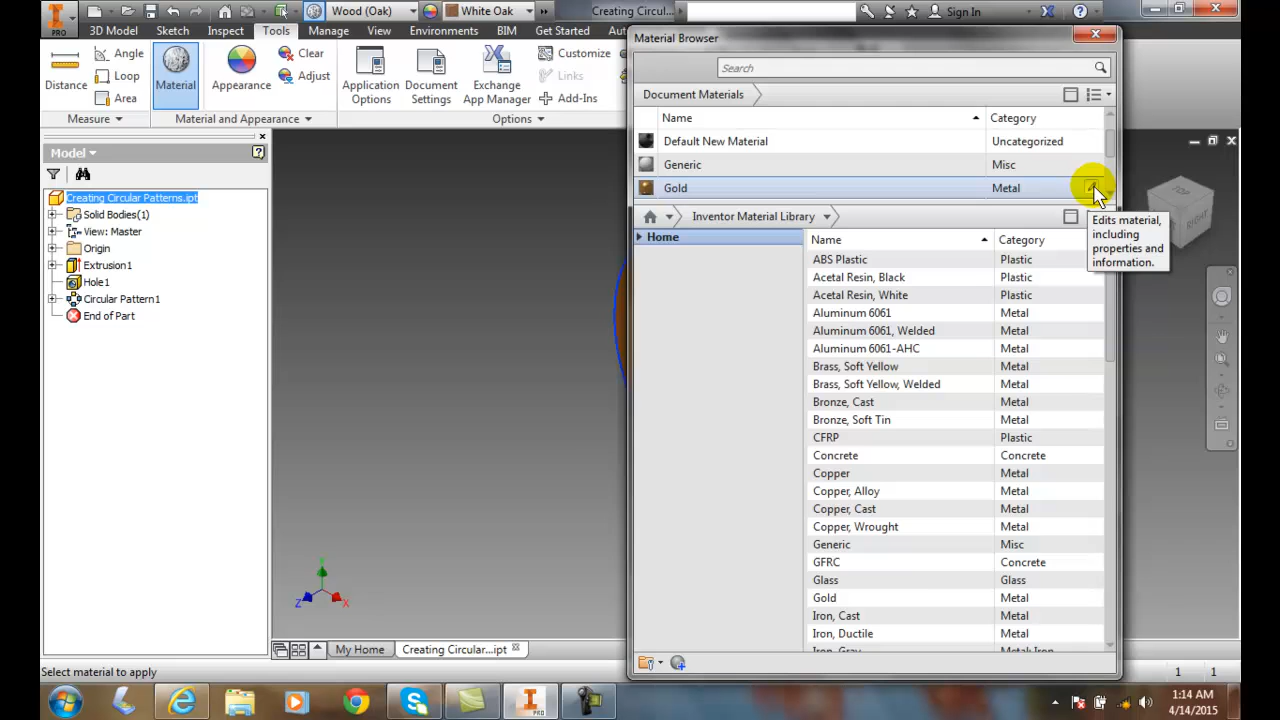 Wood (Oak)
White Oak
Creating Circul...
Sign In
PRO
3D Model
Sketch
Inspect
Tools
Manage
View
Environments
BIM
Get Started
Distance
Angle
Loop
Area
Measure
Material
Appearance
Clear
Adjust
Material and Appearance
Application
Options
Document
Settings
Exchange
App Manager
Customize
Links
Add-Ins
Options
Model
Creating Circular Patterns.ipt
Solid Bodies(1)
View: Master
Origin
Extrusion1
Hole1
Circular Pattern1
End of Part
Material Browser
Search
Document Materials
Name Category
Default New Material Uncategorized
Generic Misc
Gold Metal
Inventor Material Library
Home
Name Category
ABS Plastic Plastic
Acetal Resin, Black Plastic
Acetal Resin, White Plastic
Aluminum 6061 Metal
Aluminum 6061, Welded Metal
Aluminum 6061-AHC Metal
Brass, Soft Yellow Metal
Brass, Soft Yellow, Welded Metal
Bronze, Cast Metal
Bronze, Soft Tin Metal
CFRP Plastic
Concrete Concrete
Copper Metal
Copper, Alloy Metal
Copper, Cast Metal
Copper, Wrought Metal
Generic Misc
GFRC Concrete
Glass Glass
Gold Metal
Iron, Cast Metal
Iron, Ductile Metal
Edits material,
including
properties and
information.
TOP
RIGHT
Y
Z
X
My Home
Creating Circular...ipt
Select material to apply
1 1
PRO
1:14 AM
4/14/2015